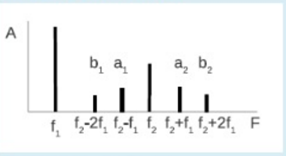 A
b₁ a₁ a₂ b₂
f₁ f₂-2f₁ f₂-f₁ f₂ f₂+f₁ f₂+2f₁ F